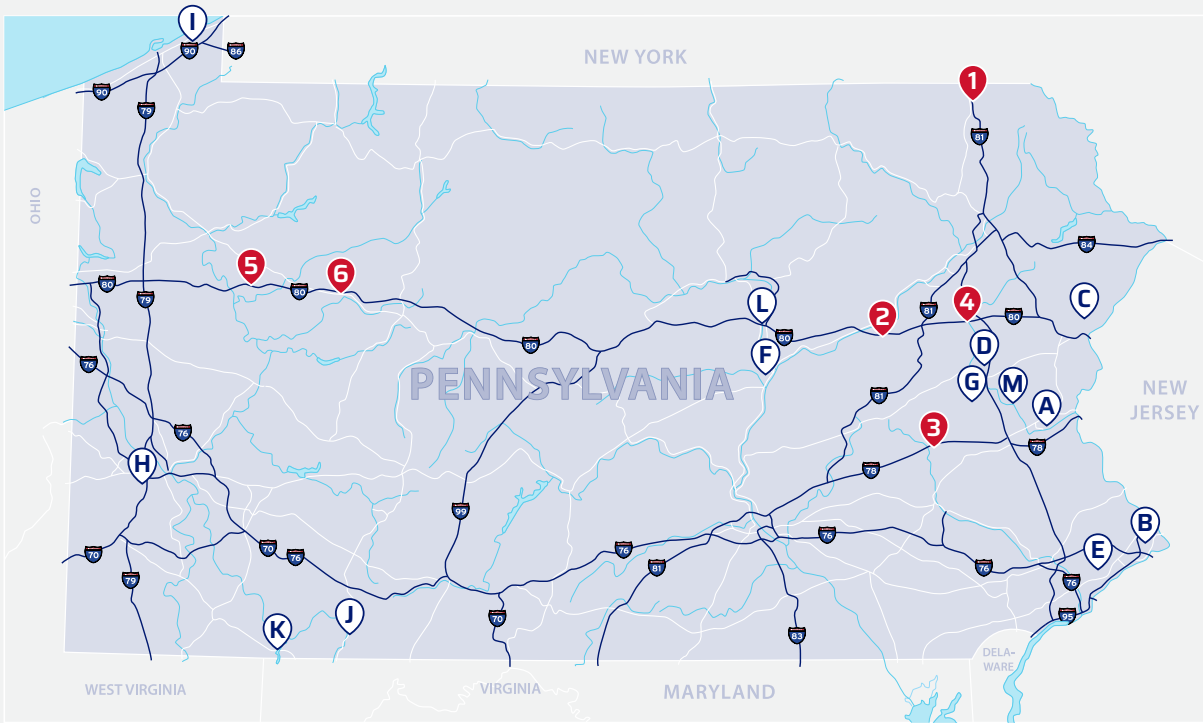 I
90
86
NEW YORK
1
90
79
81
OHIO
84
5
6
80
80
79
L
2
81
4
80
C
80
80
F
D
76
PENNSYLVANIA
G
M
A
NEW
JERSEY
81
76
3
78
H
78
99
B
70
70
76
76
81
76
76
E
79
76
J
70
95
K
83
DELA-
WARE
WEST VIRGINIA
VIRGINIA
MARYLAND